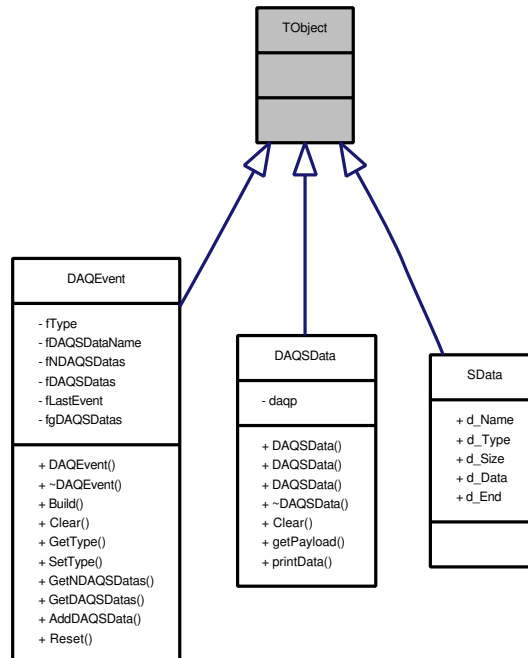 TObject
DAQEvent
- fType
- fDAQSDataName
- fNDAQSDatas
- fDAQSDatas
- fLastEvent
- fgDAQSDatas
+ DAQEvent()
+ ~DAQEvent()
+ Build()
+ Clear()
+ GetType()
+ SetType()
+ GetNDAQSDatas()
+ GetDAQSDatas()
+ AddDAQSData()
+ Reset()
DAQSData
- daqp
+ DAQSData()
+ DAQSData()
+ DAQSData()
+ ~DAQSData()
+ Clear()
+ getPayload()
+ printData()
SData
+ d_Name
+ d_Type
+ d_Size
+ d_Data
+ d_End